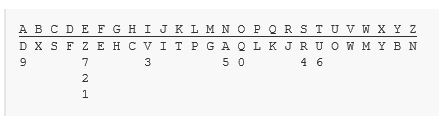 A B C D E F G H I J K L M N O P Q R S T U V W X Y Z
D X S F Z E H C V I T P G A Q L K J R U O W M Y B N
9 7 3 5 0 4 6
2
1